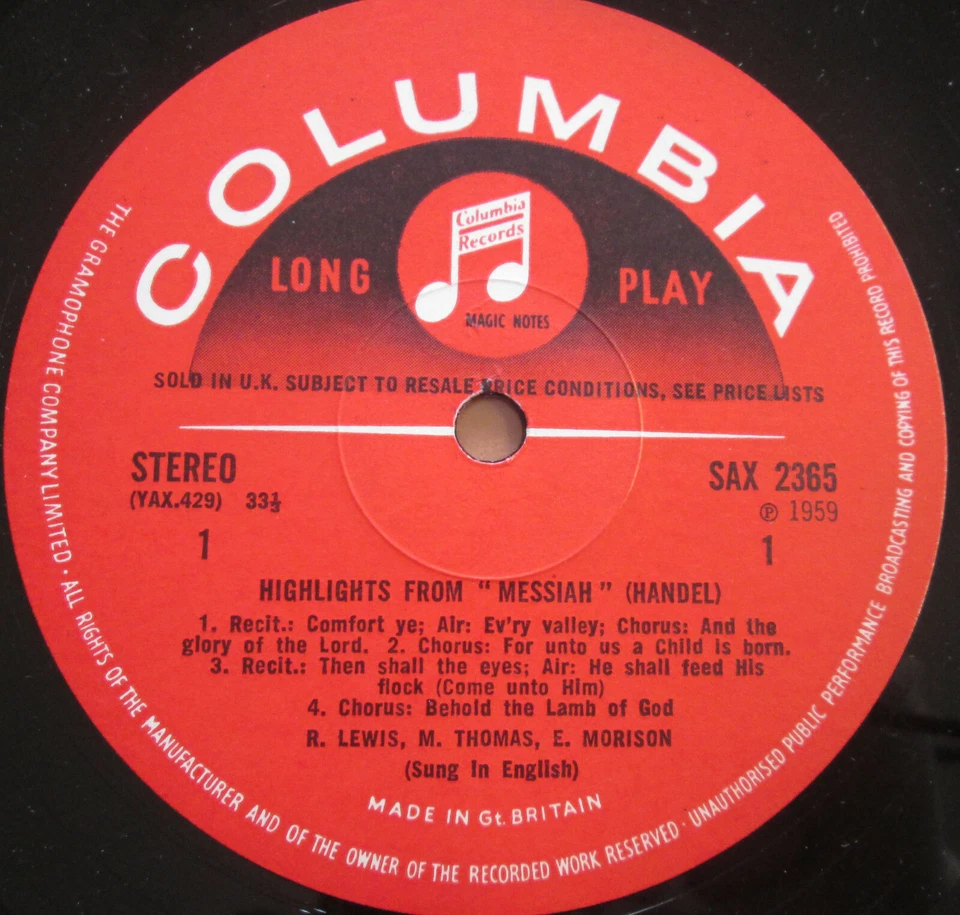 COLUMBIA
Columbia
Records
LONG PLAY
MAGIC NOTES
SOLD IN U.K. SUBJECT TO RESALE PRICE CONDITIONS, SEE PRICE LISTS
STEREO SAX 2365
(YAX.429) 33⅓ ℗ 1959
1 1
HIGHLIGHTS FROM “MESSIAH” (HANDEL)
1. Recit.: Comfort ye; Air: Ev'ry valley; Chorus: And the
glory of the Lord. 2. Chorus: For unto us a Child is born.
3. Recit.: Then shall the eyes; Air: He shall feed His
flock (Come unto Him)
4. Chorus: Behold the Lamb of God
R. LEWIS, M. THOMAS, E. MORISON
(Sung in English)
MADE IN Gt. BRITAIN
THE GRAMOPHONE COMPANY LIMITED · ALL RIGHTS OF THE MANUFACTURER AND OF THE OWNER OF THE RECORDED WORK RESERVED · UNAUTHORISED PUBLIC PERFORMANCE BROADCASTING AND COPYING OF THIS RECORD PROHIBITED